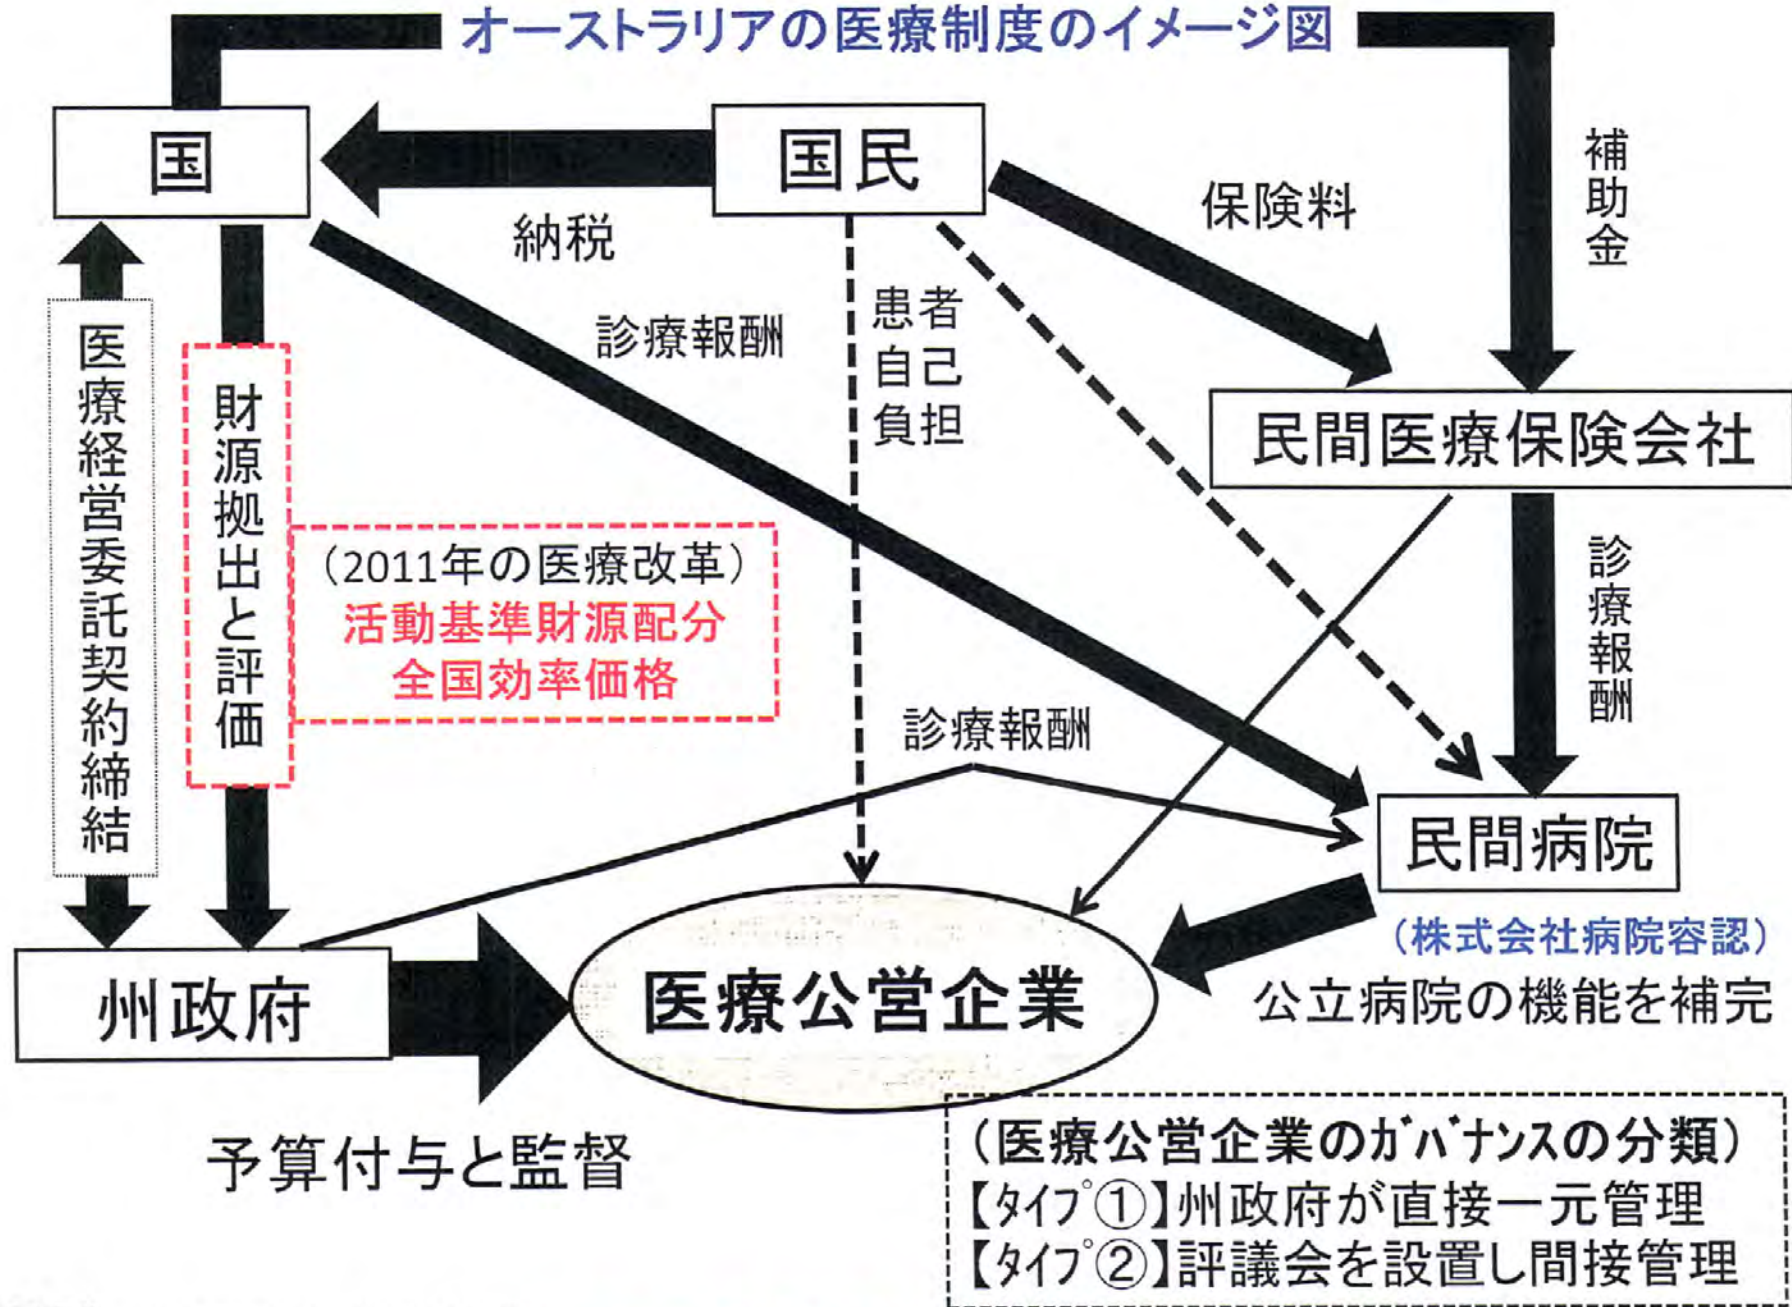 オーストラリアの医療制度のイメージ図
国
国民
納税
保険料
補助金
診療報酬
患者
自己
負担
民間医療保険会社
医療経営委託契約締結
財源拠出と評価
(2011年の医療改革)
活動基準財源配分
全国効率価格
診療報酬
診療報酬
民間病院
(株式会社病院容認)
公立病院の機能を補完
州政府
医療公営企業
予算付与と監督
(医療公営企業のｶﾞﾊﾞﾅﾝｽの分類)
【ﾀｲﾌﾟ①】州政府が直接一元管理
【ﾀｲﾌﾟ②】評議会を設置し間接管理